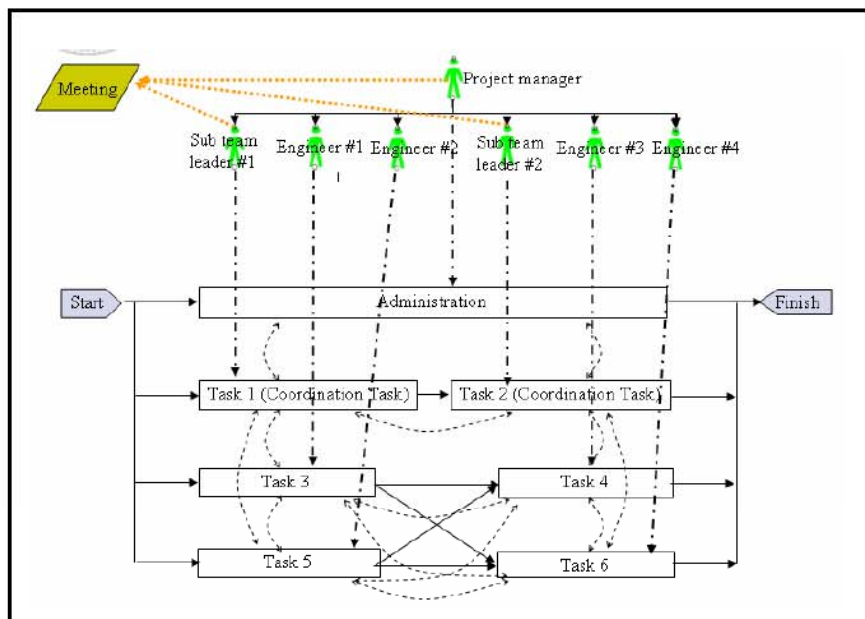 Project manager
Meeting
Sub team
leader #1
Engineer #1
Engineer #2
Sub team
leader #2
Engineer #3
Engineer #4
Start
Administration
Finish
Task 1 (Coordination Task)
Task 2 (Coordination Task)
Task 3
Task 4
Task 5
Task 6